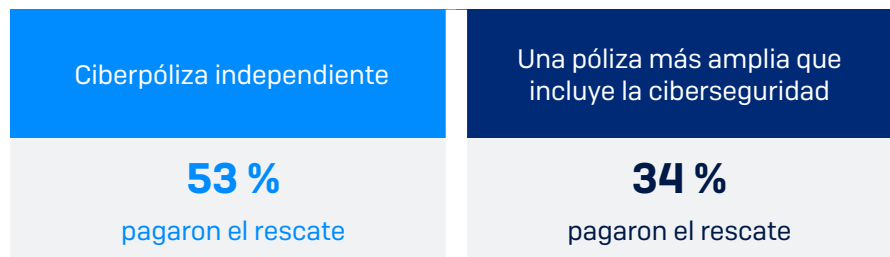 Ciberpóliza independiente
53 %
pagaron el rescate
Una póliza más amplia que
incluye la ciberseguridad
34 %
pagaron el rescate